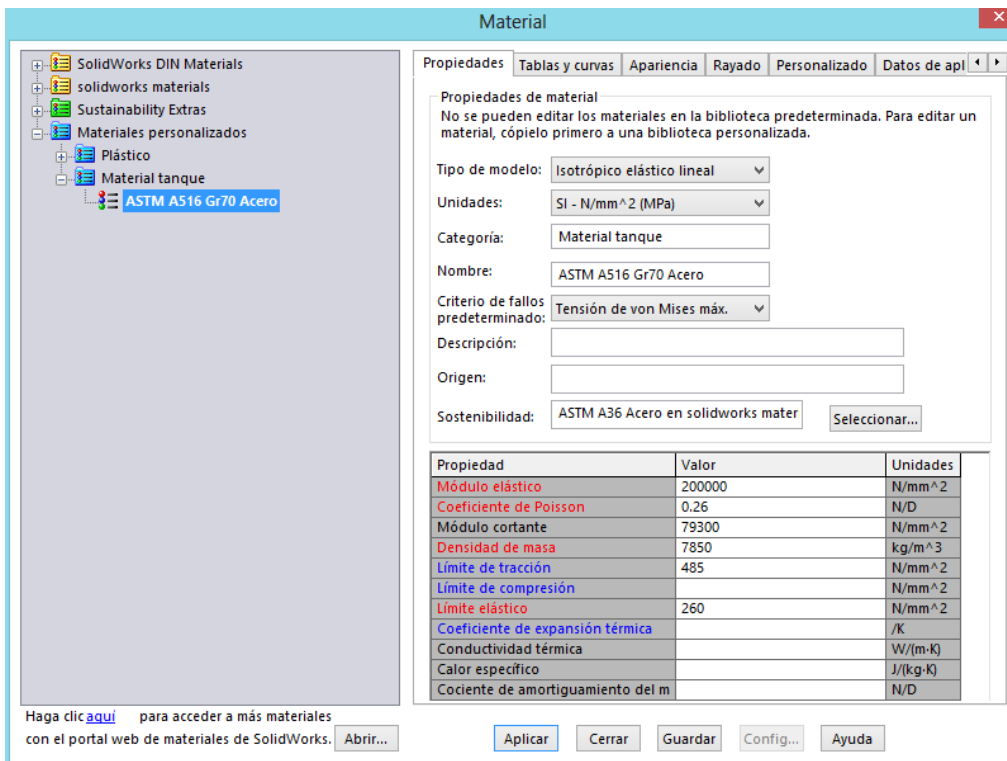 Material
SolidWorks DIN Materials
solidworks materials
Sustainability Extras
Materiales personalizados
Plástico
Material tanque
ASTM A516 Gr70 Acero
Haga clic aquí para acceder a más materiales
con el portal web de materiales de SolidWorks. Abrir...
Propiedades Tablas y curvas Apariencia Rayado Personalizado Datos de apl
Propiedades de material
No se pueden editar los materiales en la biblioteca predeterminada. Para editar un
material, cópielo primero a una biblioteca personalizada.
Tipo de modelo: Isotrópico elástico lineal
Unidades: SI - N/mm^2 (MPa)
Categoría: Material tanque
Nombre: ASTM A516 Gr70 Acero
Criterio de fallos
predeterminado: Tensión de von Mises máx.
Descripción:
Origen:
Sostenibilidad: ASTM A36 Acero en solidworks mater Seleccionar...
Propiedad Valor Unidades
Módulo elástico 200000 N/mm^2
Coeficiente de Poisson 0.26 N/D
Módulo cortante 79300 N/mm^2
Densidad de masa 7850 kg/m^3
Límite de tracción 485 N/mm^2
Límite de compresión N/mm^2
Límite elástico 260 N/mm^2
Coeficiente de expansión térmica /K
Conductividad térmica W/(m·K)
Calor específico J/(kg·K)
Cociente de amortiguamiento del m N/D
Aplicar Cerrar Guardar Config... Ayuda